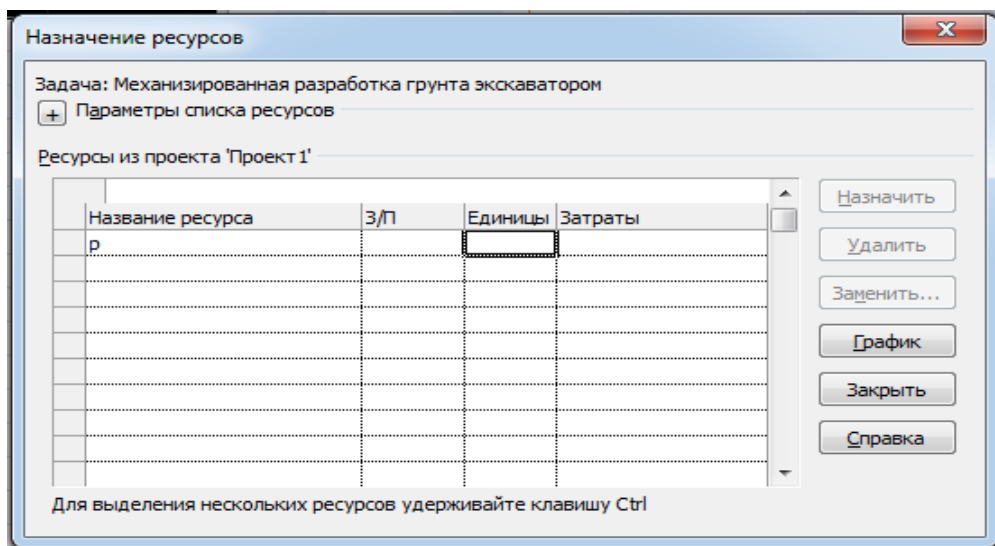 Назначение ресурсов
Задача: Механизированная разработка грунта экскаватором
+ Параметры списка ресурсов
Ресурсы из проекта 'Проект1'
Название ресурса З/П Единицы Затраты
р
Назначить
Удалить
Заменить...
График
Закрыть
Справка
Для выделения нескольких ресурсов удерживайте клавишу Ctrl